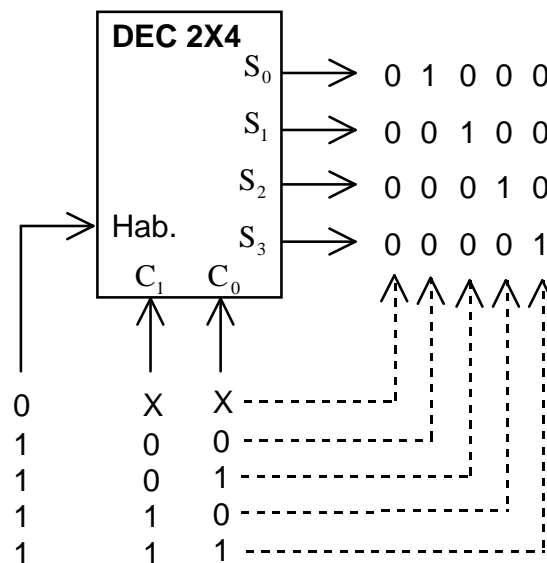 DEC 2X4
S0 0 1 0 0 0
S1 0 0 1 0 0
S2 0 0 0 1 0
Hab.
S3 0 0 0 0 1
C1 C0
0 X X
1 0 0
1 0 1
1 1 0
1 1 1